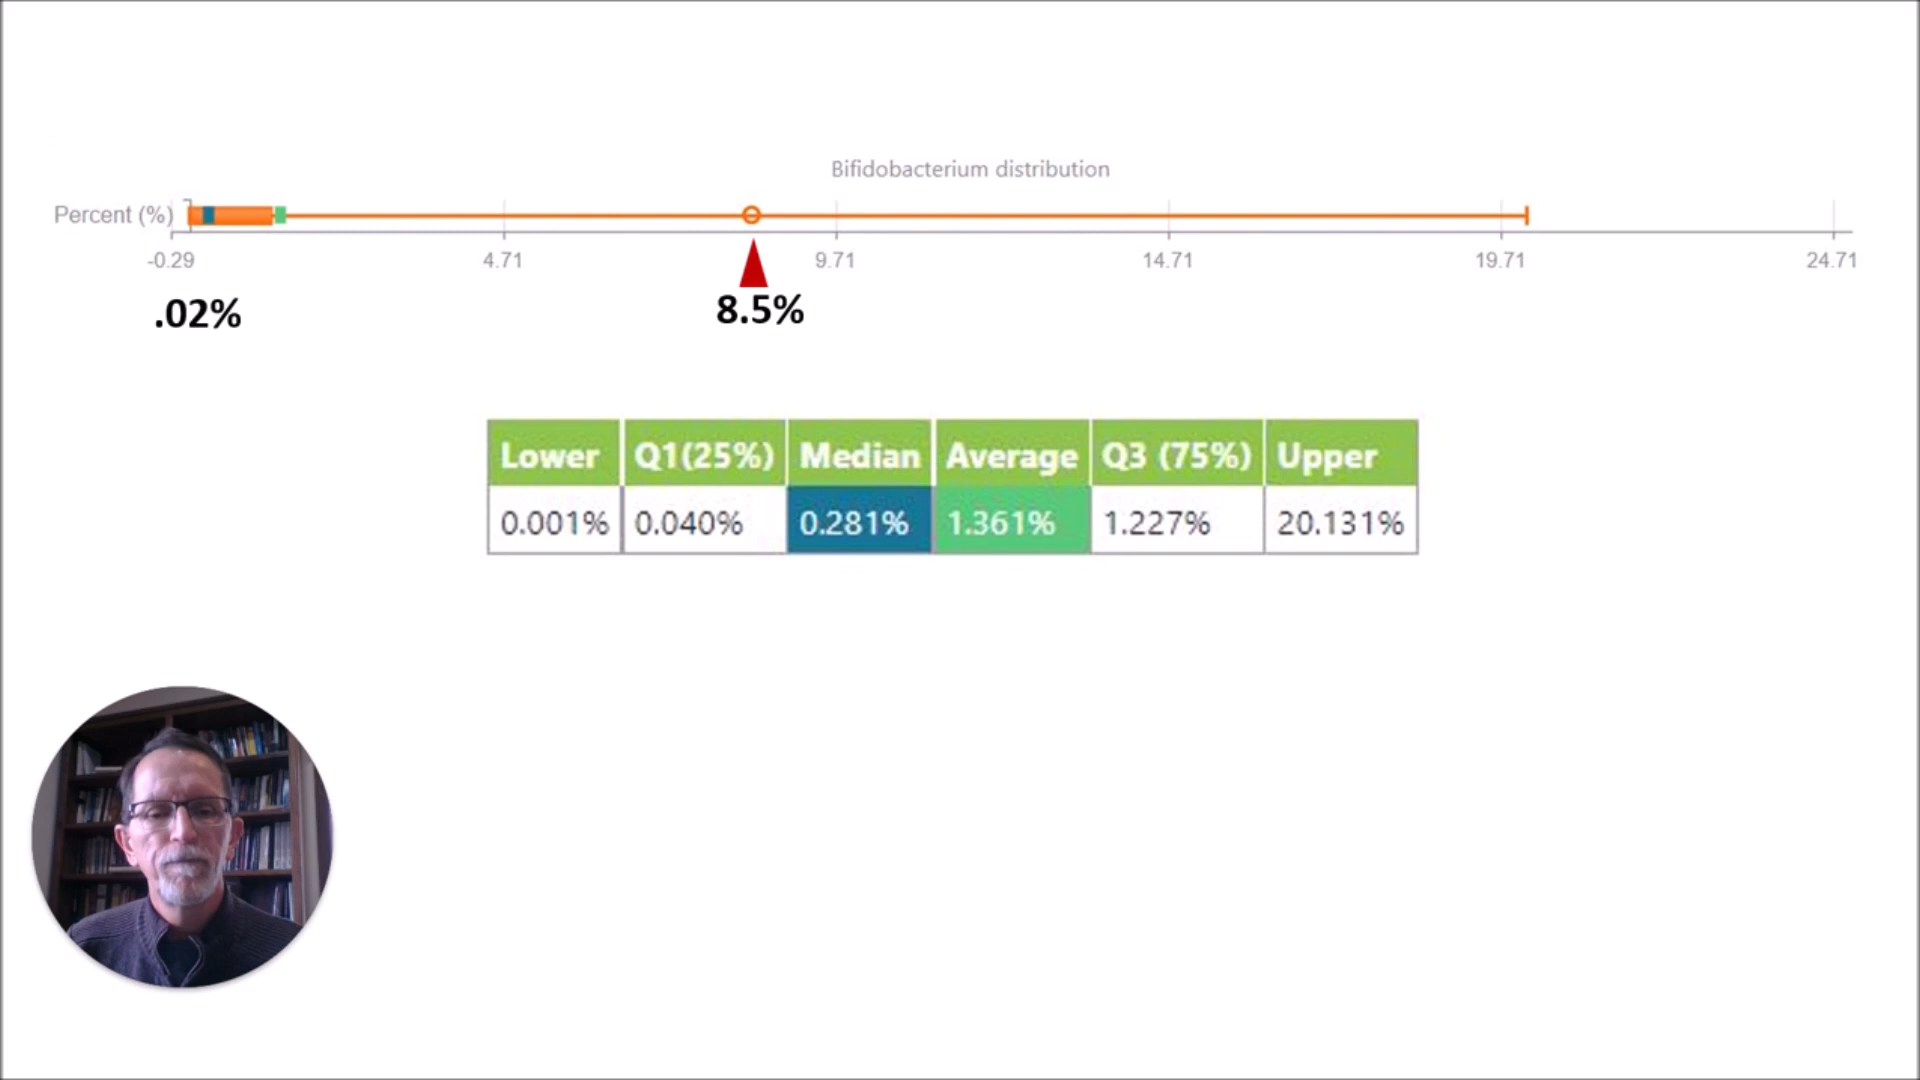 Bifidobacterium distribution
Percent (%)
-0.29 4.71 9.71 14.71 19.71 24.71
.02% 8.5%
Lower Q1(25%) Median Average Q3 (75%) Upper
0.001% 0.040% 0.281% 1.361% 1.227% 20.131%